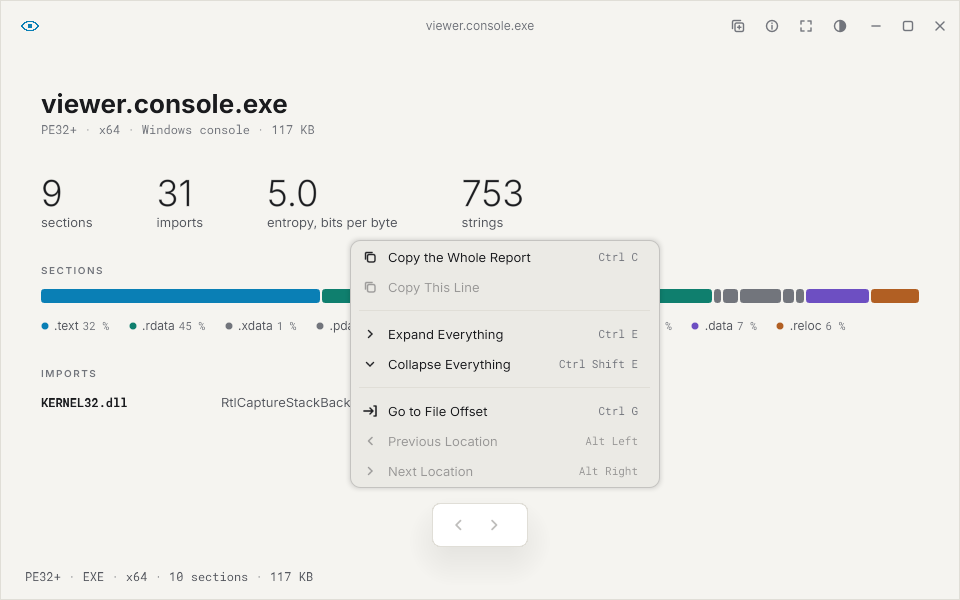 viewer.console.exe
viewer.console.exe
PE32+ · x64 · Windows console · 117 KB
9 31 5.0 753
sections imports entropy, bits per byte strings
SECTIONS
.text 32 % .rdata 45 % .xdata 1 % % .data 7 % .reloc 6 %
IMPORTS
KERNEL32.dll RtlCaptureStackBack
Copy the Whole Report Ctrl C
Copy This Line
Expand Everything Ctrl E
Collapse Everything Ctrl Shift E
Go to File Offset Ctrl G
Previous Location Alt Left
Next Location Alt Right
PE32+ · EXE · x64 · 10 sections · 117 KB